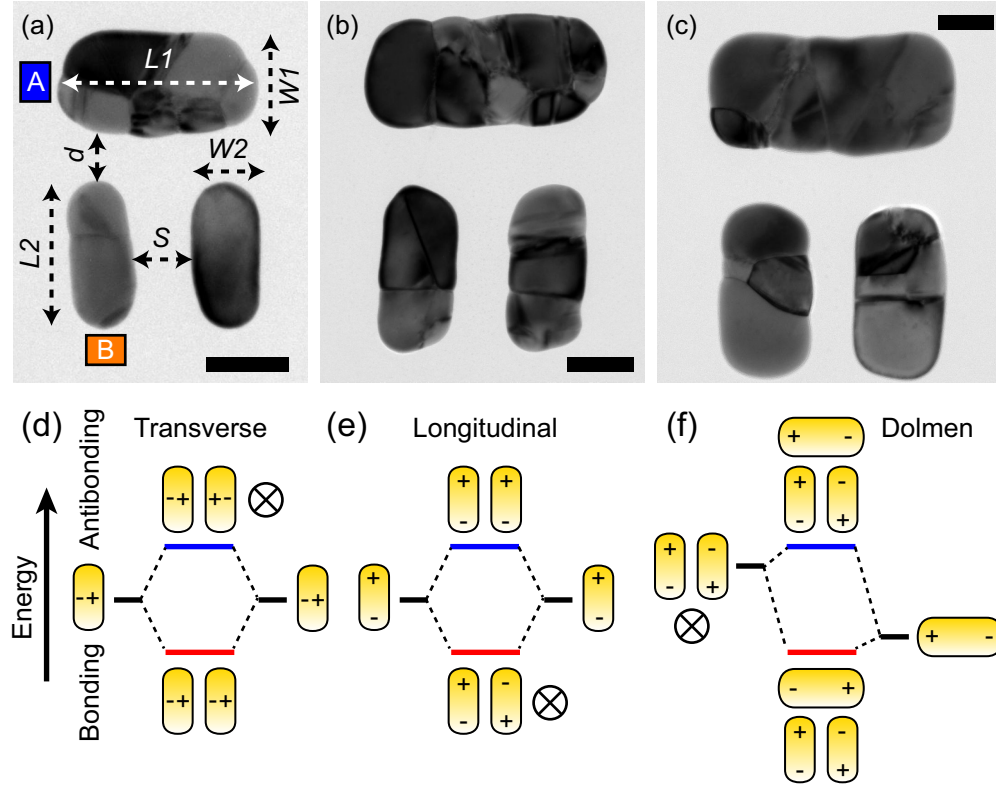 (a)
(b)
(c)
A
L1
W1
d
W2
L2
S
B
(d) Transverse
(e) Longitudinal
(f) Dolmen
Energy
Antibonding
Bonding
-+ +-
+ +
- -
+ -
+ -
- +
+ -
- +
-+ -+
+ +
- -
+ -
-+ -+
+ -
- +
- +
+ -
- +